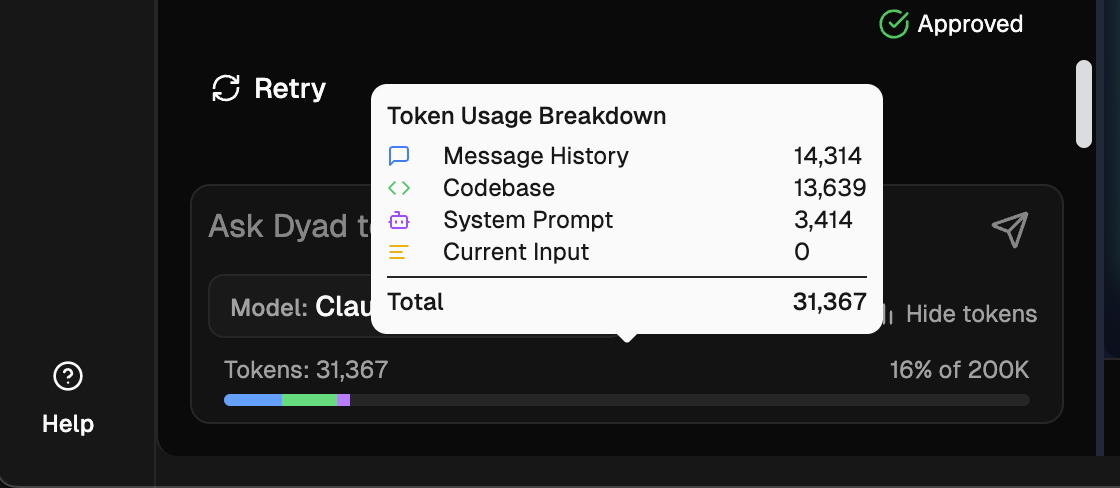 Approved
Retry
Token Usage Breakdown
Message History 14,314
Codebase 13,639
System Prompt 3,414
Current Input 0
Total 31,367
Ask Dyad
Model:
Hide tokens
Tokens: 31,367 16% of 200K
Help